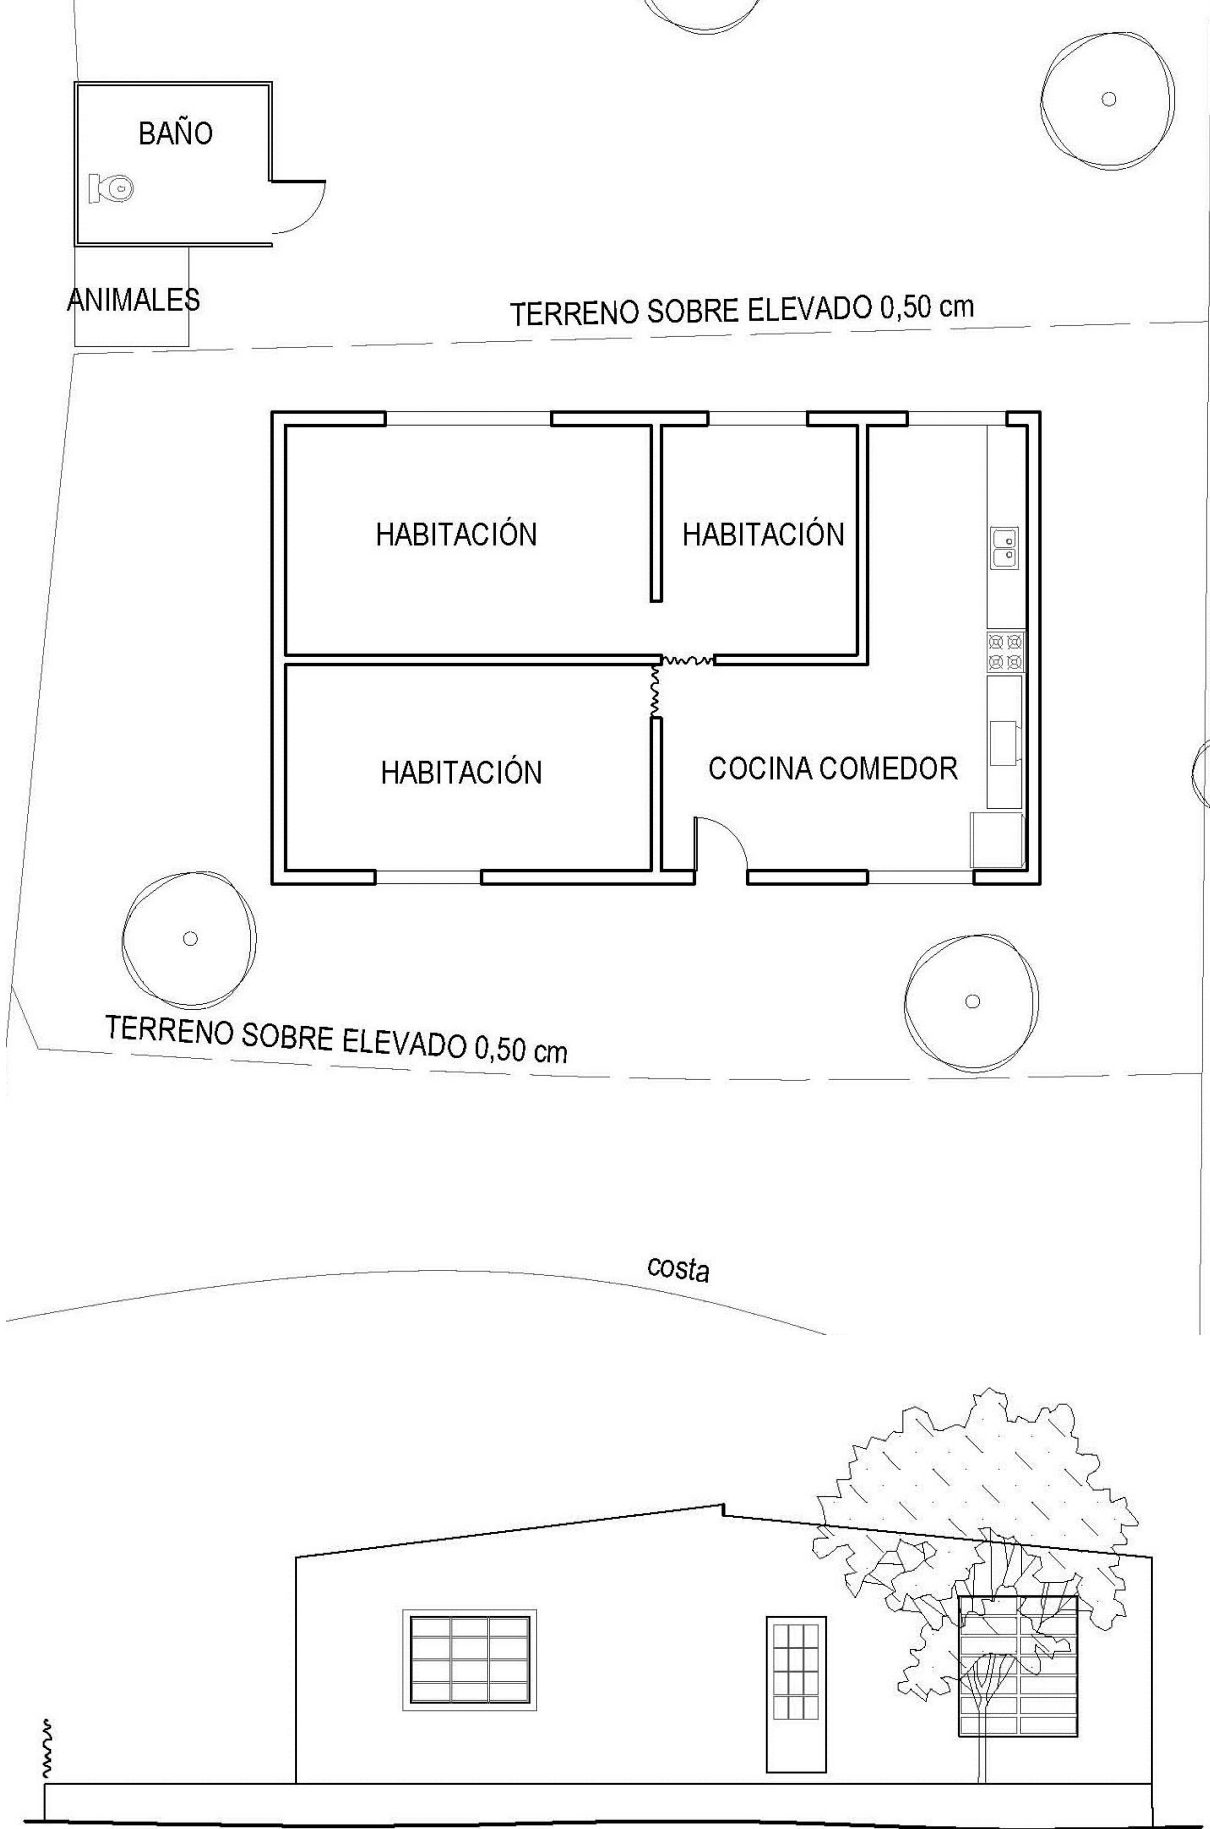 BAÑO
ANIMALES
TERRENO SOBRE ELEVADO 0,50 cm
HABITACIÓN
HABITACIÓN
HABITACIÓN
COCINA COMEDOR
TERRENO SOBRE ELEVADO 0,50 cm
costa